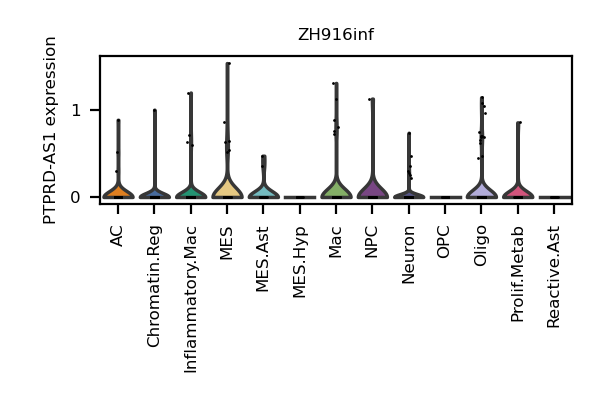 ZH916inf
PTPRD-AS1 expression
1
0
AC
Chromatin.Reg
Inflammatory.Mac
MES
MES.Ast
MES.Hyp
Mac
NPC
Neuron
OPC
Oligo
Prolif.Metab
Reactive.Ast